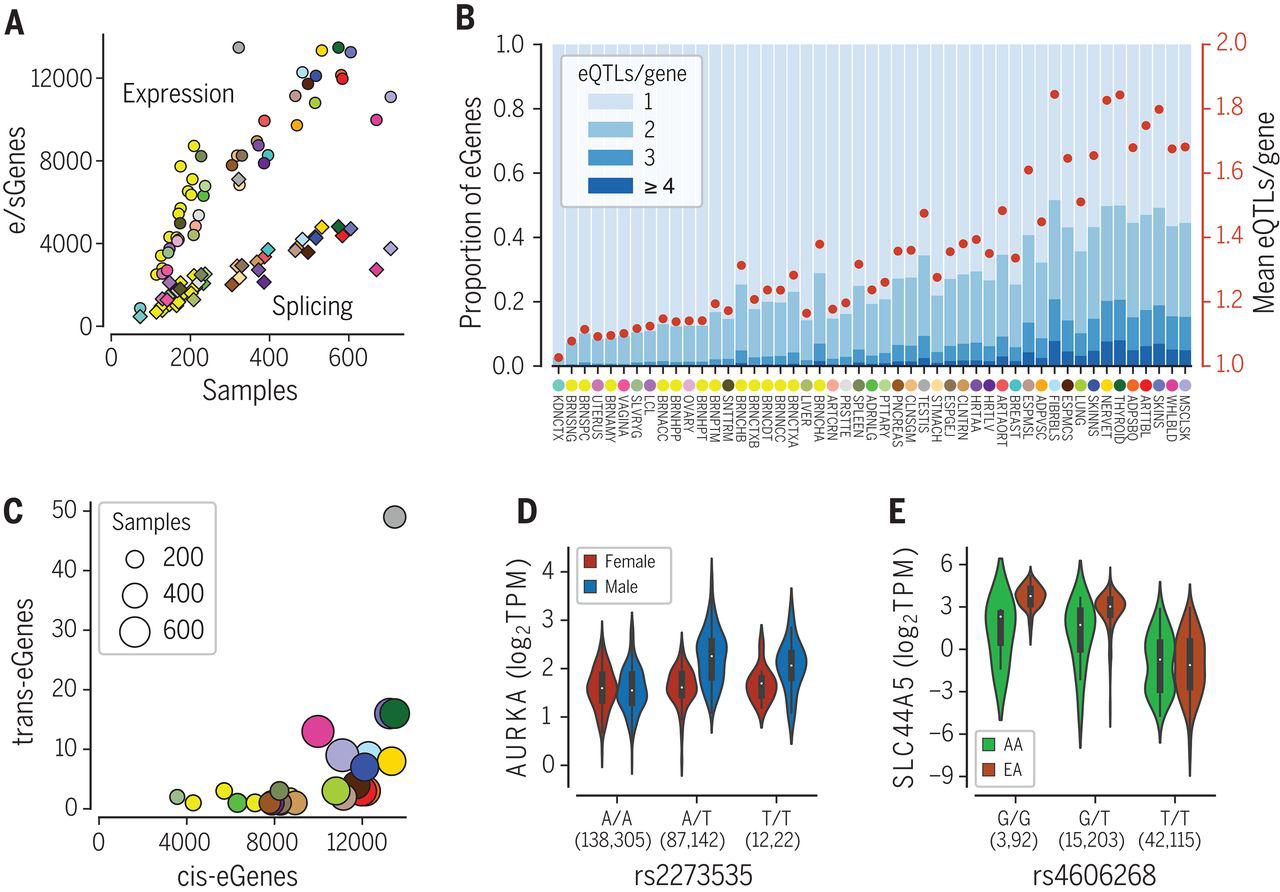 A
e/sGenes
12000
8000
4000
0
Expression
Splicing
0 200 400 600
Samples
B
Proportion of eGenes
1.0
0.8
0.6
0.4
0.2
0.0
eQTLs/gene
1
2
3
≥ 4
2.0
1.8
1.6
1.4
1.2
1.0
Mean eQTLs/gene
KDNCTX
BRNSNG
BRNSPC
UTERUS
BRNAMY
VAGINA
SLVRYG
LCL
BRNACC
BRNHPP
OVARY
BRNHPT
BRNPTM
SNTTRM
BRNCHB
BRNCTXB
BRNCDT
BRNNCC
BRNCTXA
LIVER
BRNCHA
ARTCRN
PRSTTE
SPLEEN
ADRNLG
PTTARY
PNCREAS
CLNSGM
TESTIS
STMACH
ESPGEJ
CLNTRN
HRTAA
HRTLV
ARTAORT
BREAST
ESPMSL
ADPVSC
FIBRBLS
ESPMCS
LUNG
SKINNS
NERVET
THYROID
ADPSBQ
ARTTBL
SKINS
WHLBLD
MSCLSK
C
trans-eGenes
50
40
30
20
10
0
Samples
200
400
600
0 4000 8000 12000
cis-eGenes
D
AURKA (log2TPM)
4
3
2
1
0
Female
Male
A/A A/T T/T
(138,305) (87,142) (12,22)
rs2273535
E
SLC44A5 (log2TPM)
6
3
0
−3
−6
−9
AA
EA
G/G G/T T/T
(3,92) (15,203) (42,115)
rs4606268